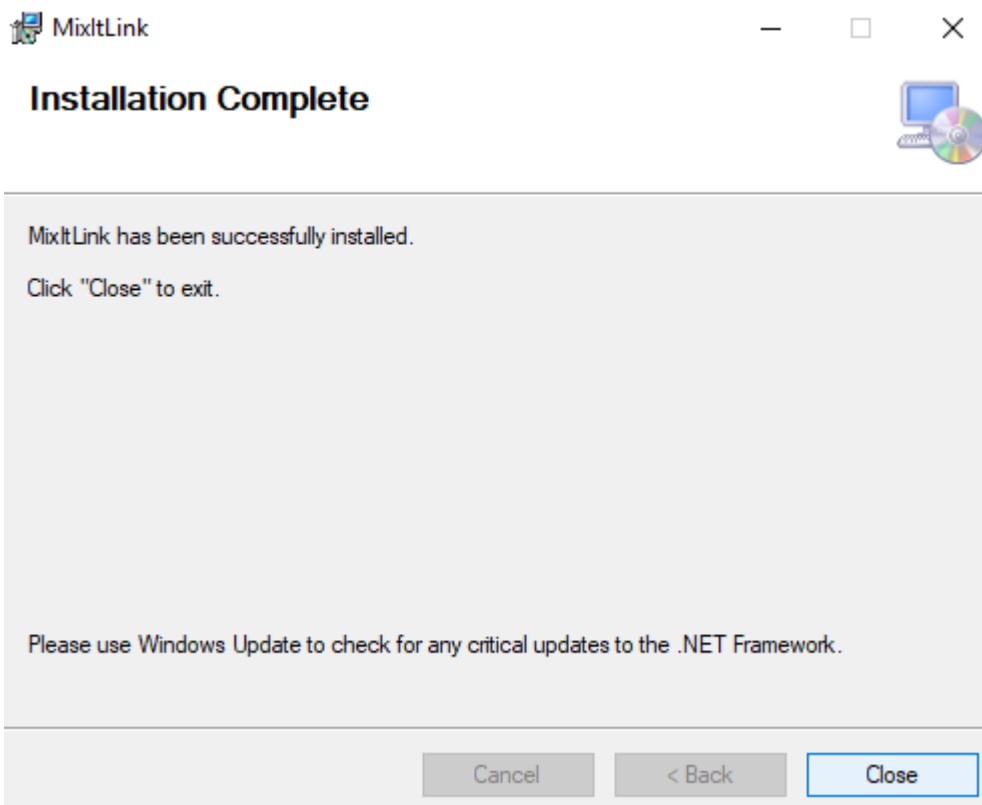 MixItLink
Installation Complete
MixItLink has been successfully installed.
Click "Close" to exit.
Please use Windows Update to check for any critical updates to the .NET Framework.
Cancel
< Back
Close